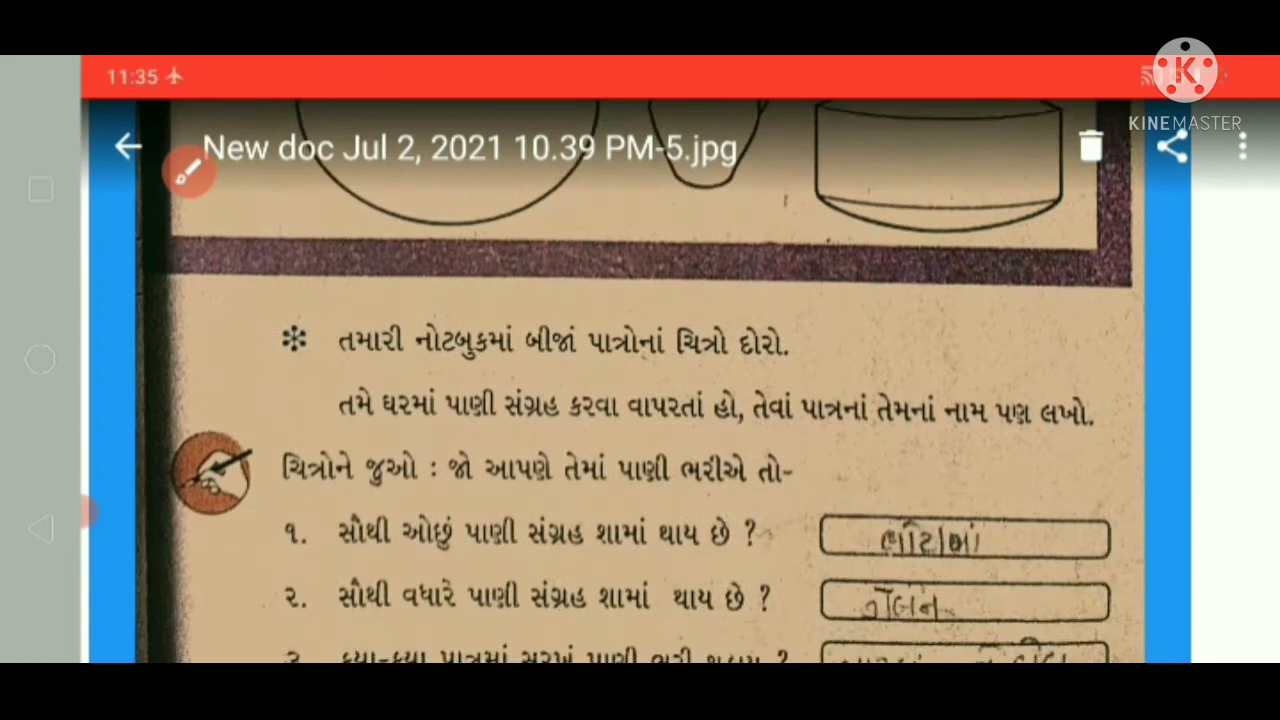 11:35
KINEMASTER
New doc Jul 2, 2021 10.39 PM-5.jpg
તમારી નોટબુકમાં બીજાં પાત્રોનાં ચિત્રો દોરો.
તમે ઘરમાં પાણી સંગ્રહ કરવા વાપરતાં હો, તેવાં પાત્રનાં તેમનાં નામ પણ લખો.
ચિત્રોને જુઓ : જો આપણે તેમાં પાણી ભરીએ તો-
૧. સૌથી ઓછું પાણી સંગ્રહ શામાં થાય છે ? લોટામાં
૨. સૌથી વધારે પાણી સંગ્રહ શામાં થાય છે ?